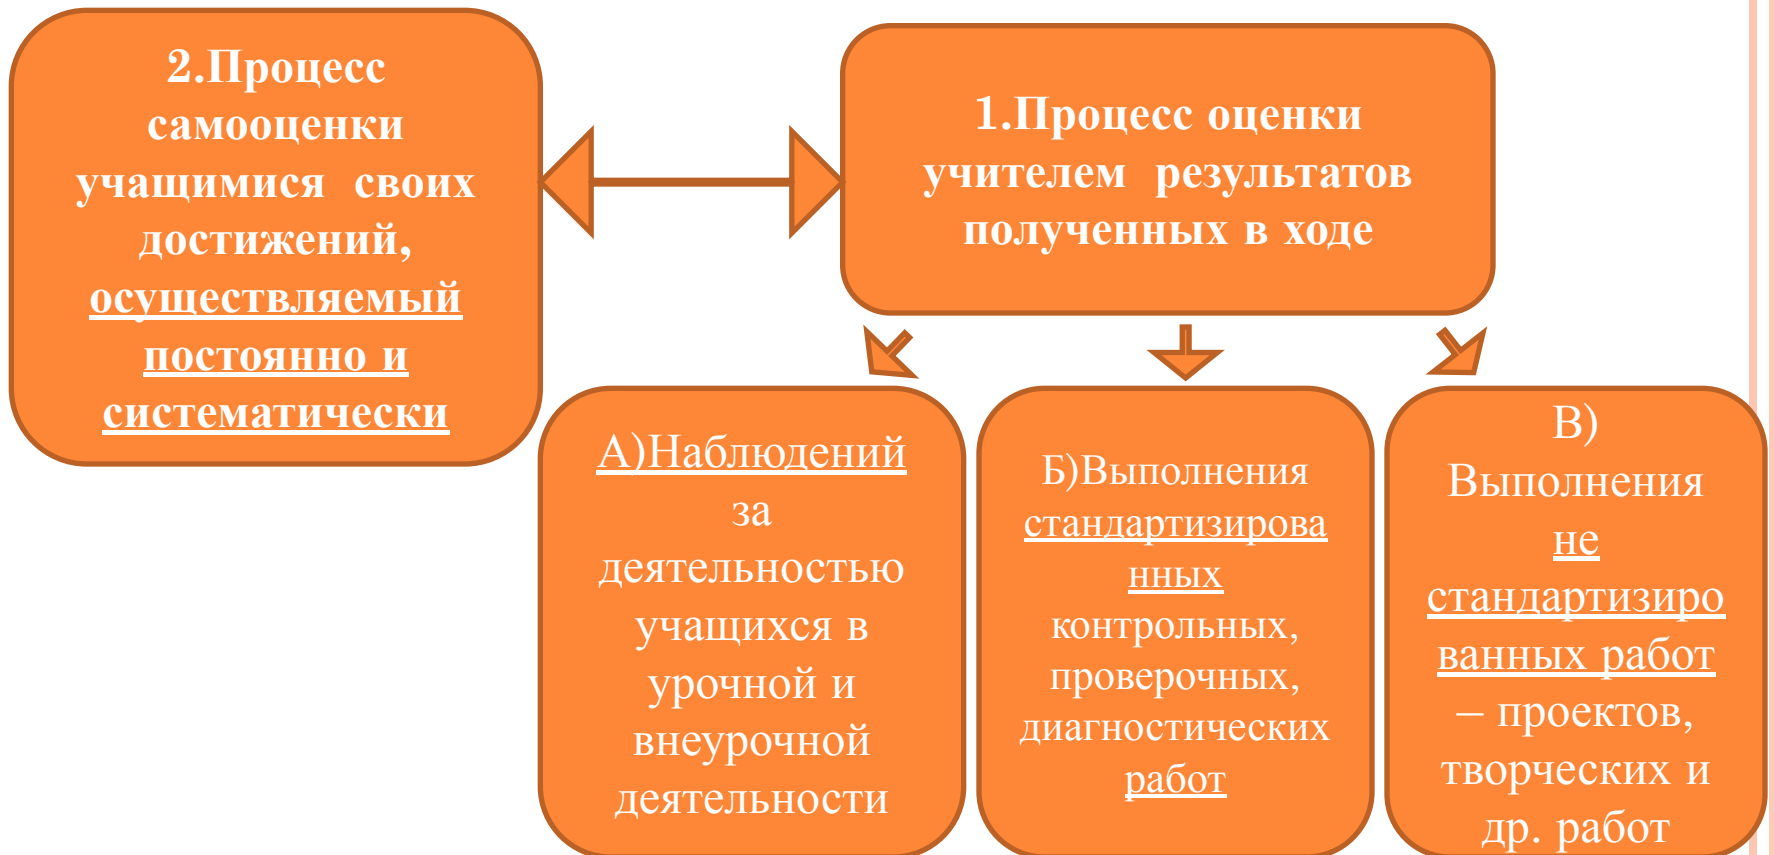 2.Процесс
самооценки
учащимися своих
достижений,
осуществляемый
постоянно и
систематически
1.Процесс оценки
учителем результатов
полученных в ходе
А)Наблюдений
за
деятельностью
учащихся в
урочной и
внеурочной
деятельности
Б)Выполнения
стандартизирова
нных
контрольных,
проверочных,
диагностических
работ
В)
Выполнения
не
стандартизиро
ванных работ
– проектов,
творческих и
др. работ